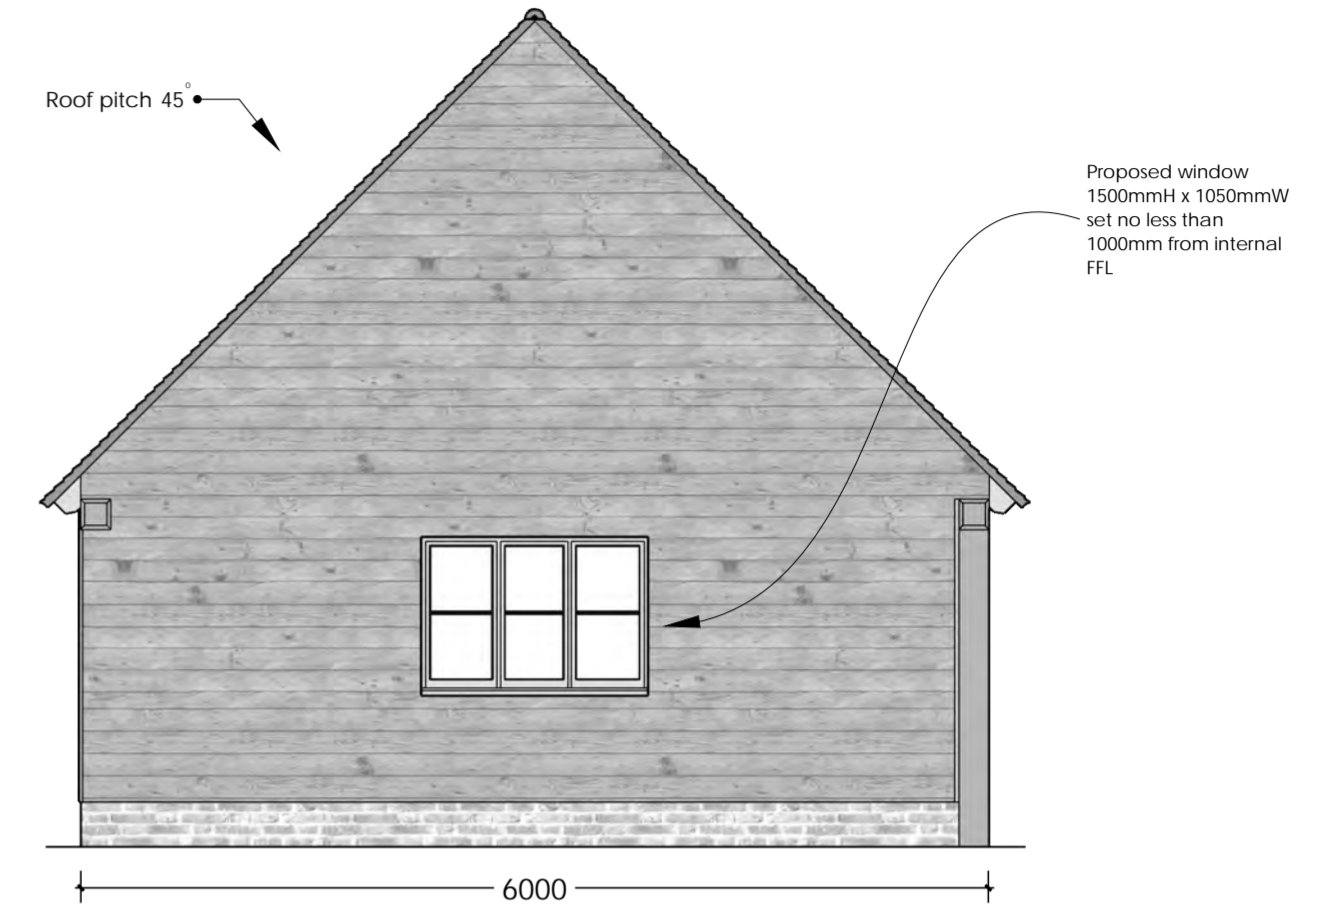 Roof pitch 45°
Proposed window
1500mmH x 1050mmW
set no less than
1000mm from internal
FFL
6000